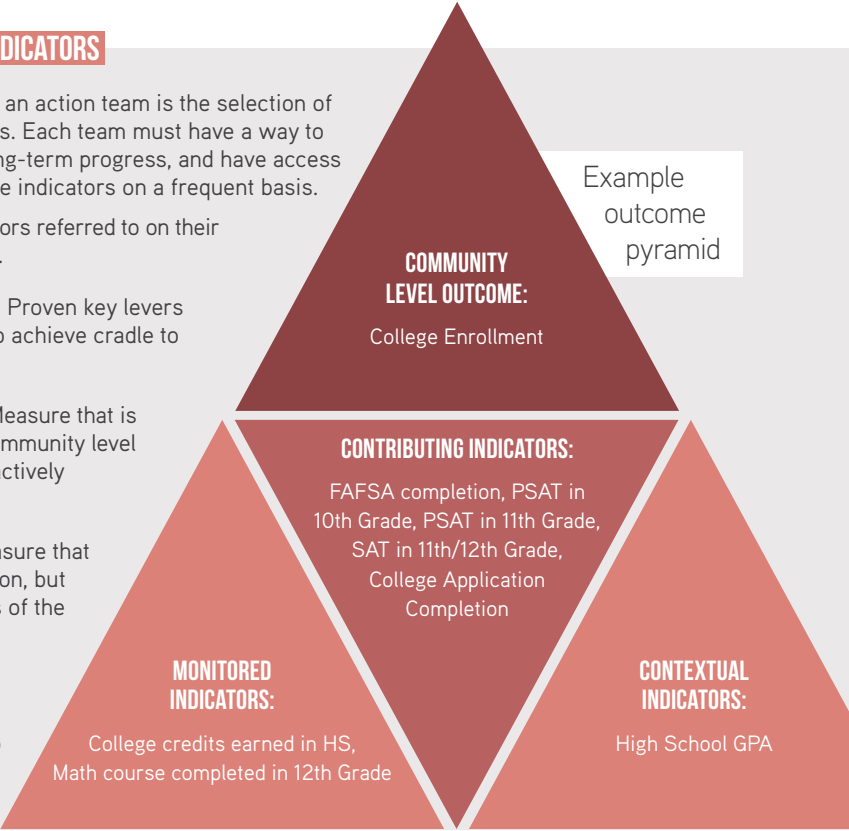 DICATORS
an action team is the selection of
s. Each team must have a way to
ng-term progress, and have access
e indicators on a frequent basis.
ors referred to on their
.
Proven key levers
o achieve cradle to
Measure that is
ommunity level
actively
asure that
on, but
s of the
Example
outcome
pyramid
COMMUNITY
LEVEL OUTCOME:
College Enrollment
CONTRIBUTING INDICATORS:
FAFSA completion, PSAT in
10th Grade, PSAT in 11th Grade,
SAT in 11th/12th Grade,
College Application
Completion
MONITORED
INDICATORS:
College credits earned in HS,
Math course completed in 12th Grade
CONTEXTUAL
INDICATORS:
High School GPA